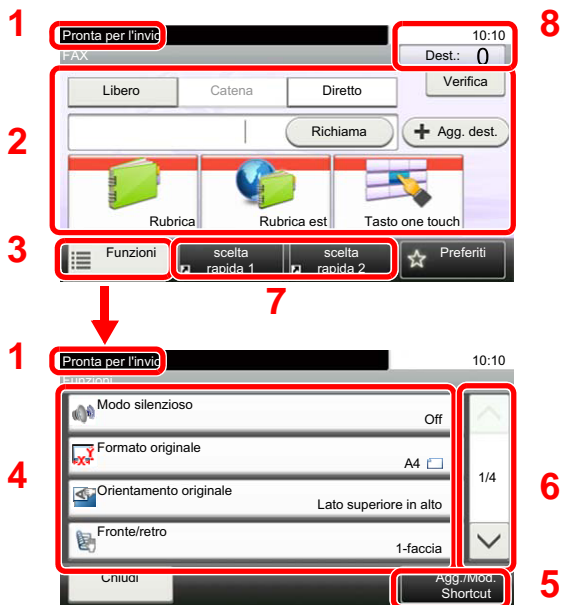 1
Pronta per l'invio
10:10
8
FAX
Dest.: 0
Libero
Catena
Diretto
Verifica
2
Richiama
Agg. dest.
Rubrica
Rubrica est
Tasto one touch
3
Funzioni
scelta
rapida 1
scelta
rapida 2
Preferiti
7
1
Pronta per l'invio
10:10
Funzioni
4
Modo silenzioso
Off
Formato originale
A4
Orientamento originale
Lato superiore in alto
Fronte/retro
1-faccia
1/4
6
Chiudi
Agg./Mod.
Shortcut
5